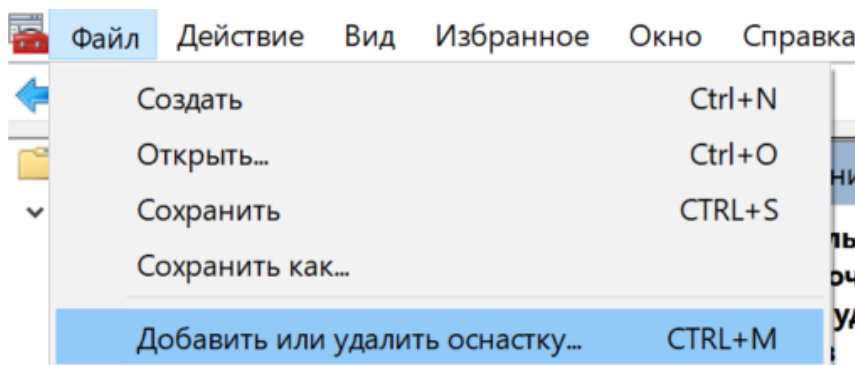 Файл Действие Вид Избранное Окно Справка
Создать Ctrl+N
Открыть... Ctrl+O
Сохранить CTRL+S
Сохранить как...
Добавить или удалить оснастку... CTRL+M